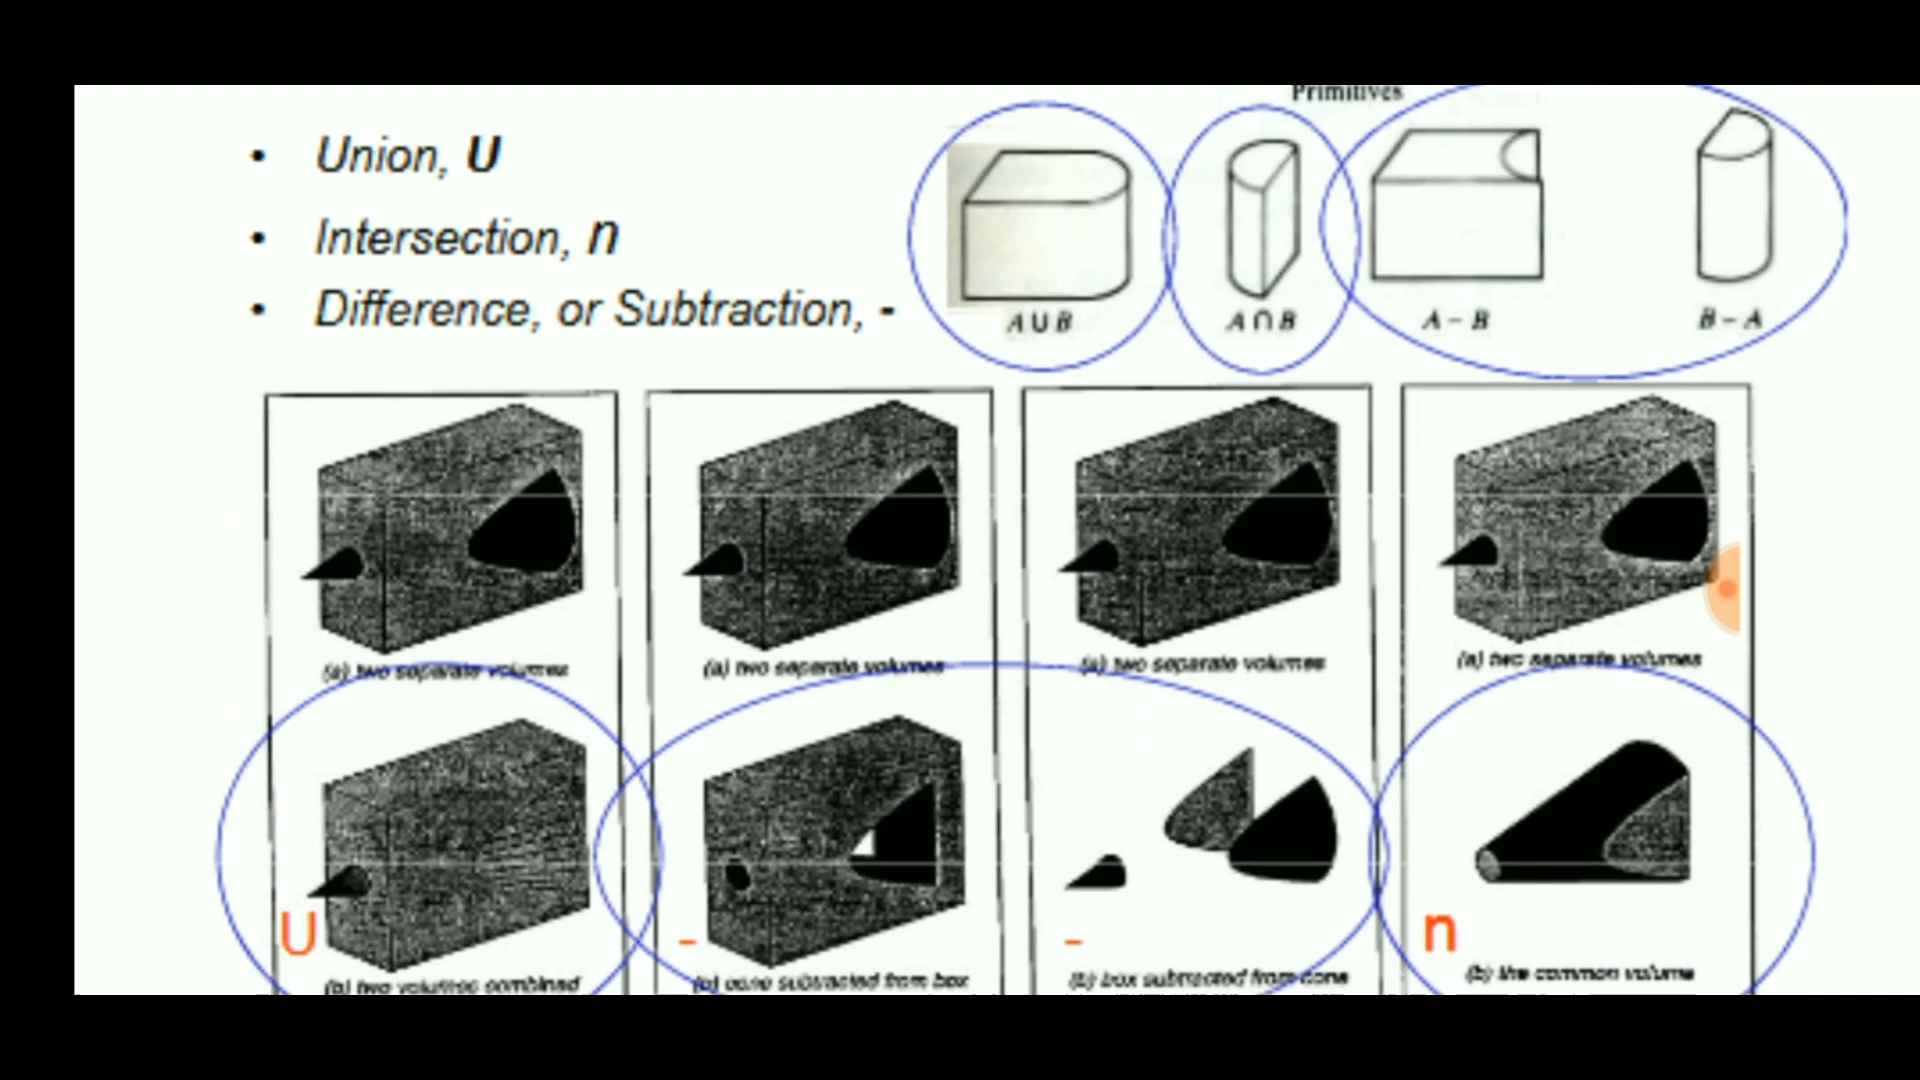 Primitives
• Union, U
• Intersection, n
• Difference, or Subtraction, -
A ∪ B
A ∩ B
A – B
B – A
(a) two separate volumes
(a) two separate volumes
(a) two separate volumes
(a) two separate volumes
U
-
-
n
(b) two volumes combined
(b) cone subtracted from box
(b) box subtracted from cone
(b) the common volume